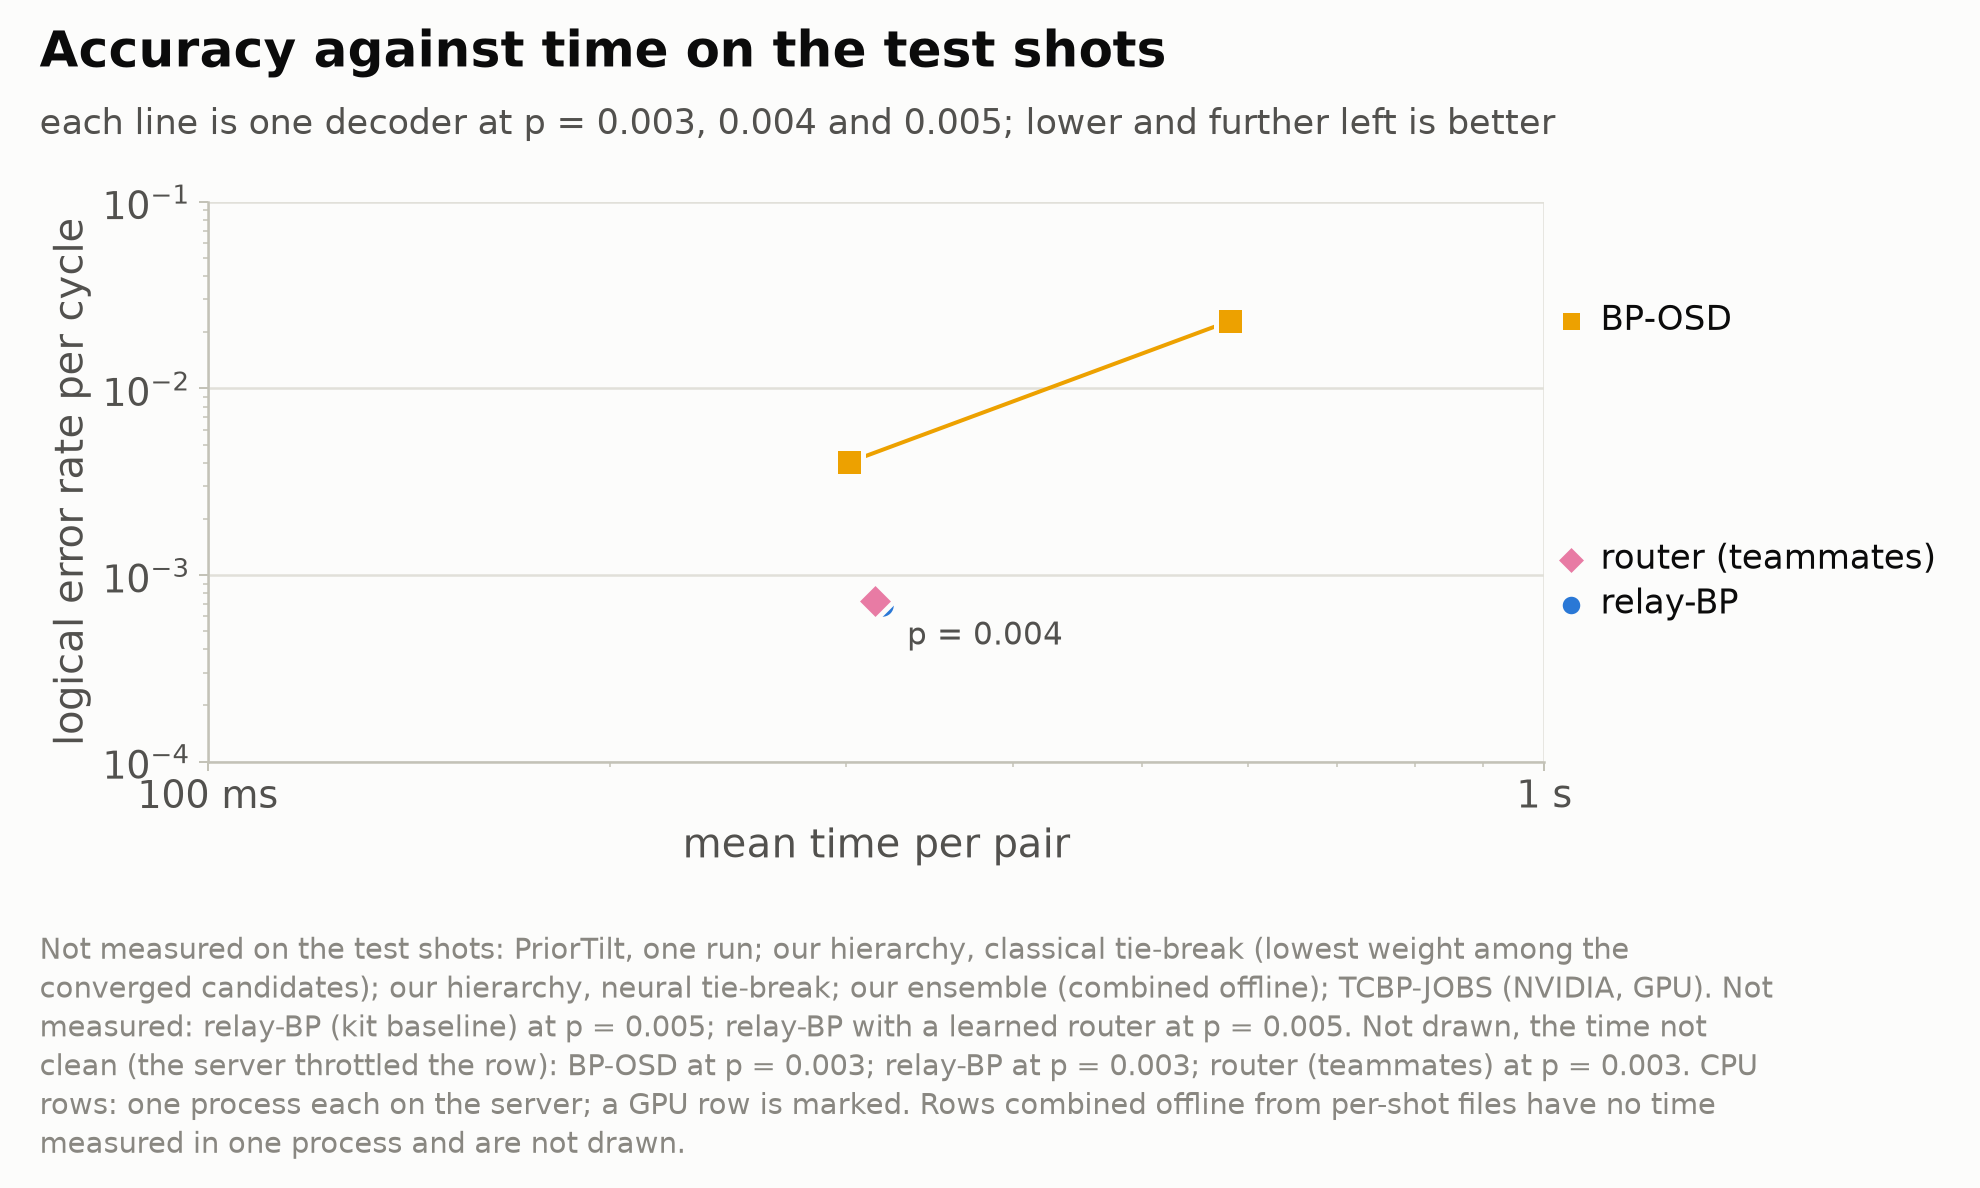 Accuracy against time on the test shots
each line is one decoder at p = 0.003, 0.004 and 0.005; lower and further left is better
logical error rate per cycle
10⁻¹
10⁻²
10⁻³
10⁻⁴
BP-OSD
router (teammates)
relay-BP
p = 0.004
100 ms
1 s
mean time per pair
Not measured on the test shots: PriorTilt, one run; our hierarchy, classical tie-break (lowest weight among the
converged candidates); our hierarchy, neural tie-break; our ensemble (combined offline); TCBP-JOBS (NVIDIA, GPU). Not
measured: relay-BP (kit baseline) at p = 0.005; relay-BP with a learned router at p = 0.005. Not drawn, the time not
clean (the server throttled the row): BP-OSD at p = 0.003; relay-BP at p = 0.003; router (teammates) at p = 0.003. CPU
rows: one process each on the server; a GPU row is marked. Rows combined offline from per-shot files have no time
measured in one process and are not drawn.